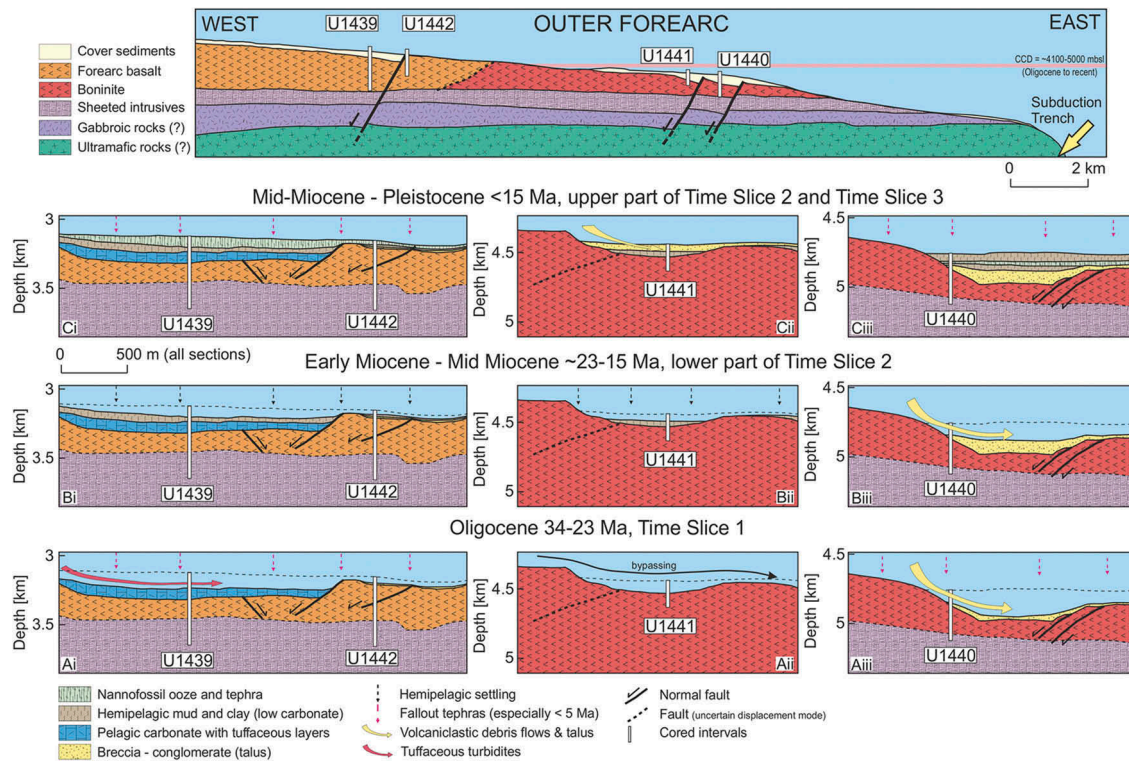 WEST
U1439
U1442
OUTER FOREARC
EAST
U1441
U1440
CCD = ~4100-5000 mbsl
(Oligocene to recent)
Subduction
Trench
0 2 km
Cover sediments
Forearc basalt
Boninite
Sheeted intrusives
Gabbroic rocks (?)
Ultramafic rocks (?)
Mid-Miocene - Pleistocene <15 Ma, upper part of Time Slice 2 and Time Slice 3
Depth [km]
3
3.5
U1439
U1442
Ci
Depth [km]
4.5
5
U1441
Cii
Depth [km]
4.5
5
U1440
Ciii
0 500 m (all sections)
Early Miocene - Mid Miocene ~23-15 Ma, lower part of Time Slice 2
Depth [km]
3
3.5
U1439
U1442
Bi
Depth [km]
4.5
5
U1441
Bii
Depth [km]
4.5
5
U1440
Biii
Oligocene 34-23 Ma, Time Slice 1
Depth [km]
3
3.5
U1439
U1442
Ai
Depth [km]
4.5
5
bypassing
U1441
Aii
Depth [km]
4.5
5
U1440
Aiii
Nannofossil ooze and tephra
Hemipelagic mud and clay (low carbonate)
Pelagic carbonate with tuffaceous layers
Breccia - conglomerate (talus)
Hemipelagic settling
Fallout tephras (especially < 5 Ma)
Volcaniclastic debris flows & talus
Tuffaceous turbidites
Normal fault
Fault (uncertain displacement mode)
Cored intervals